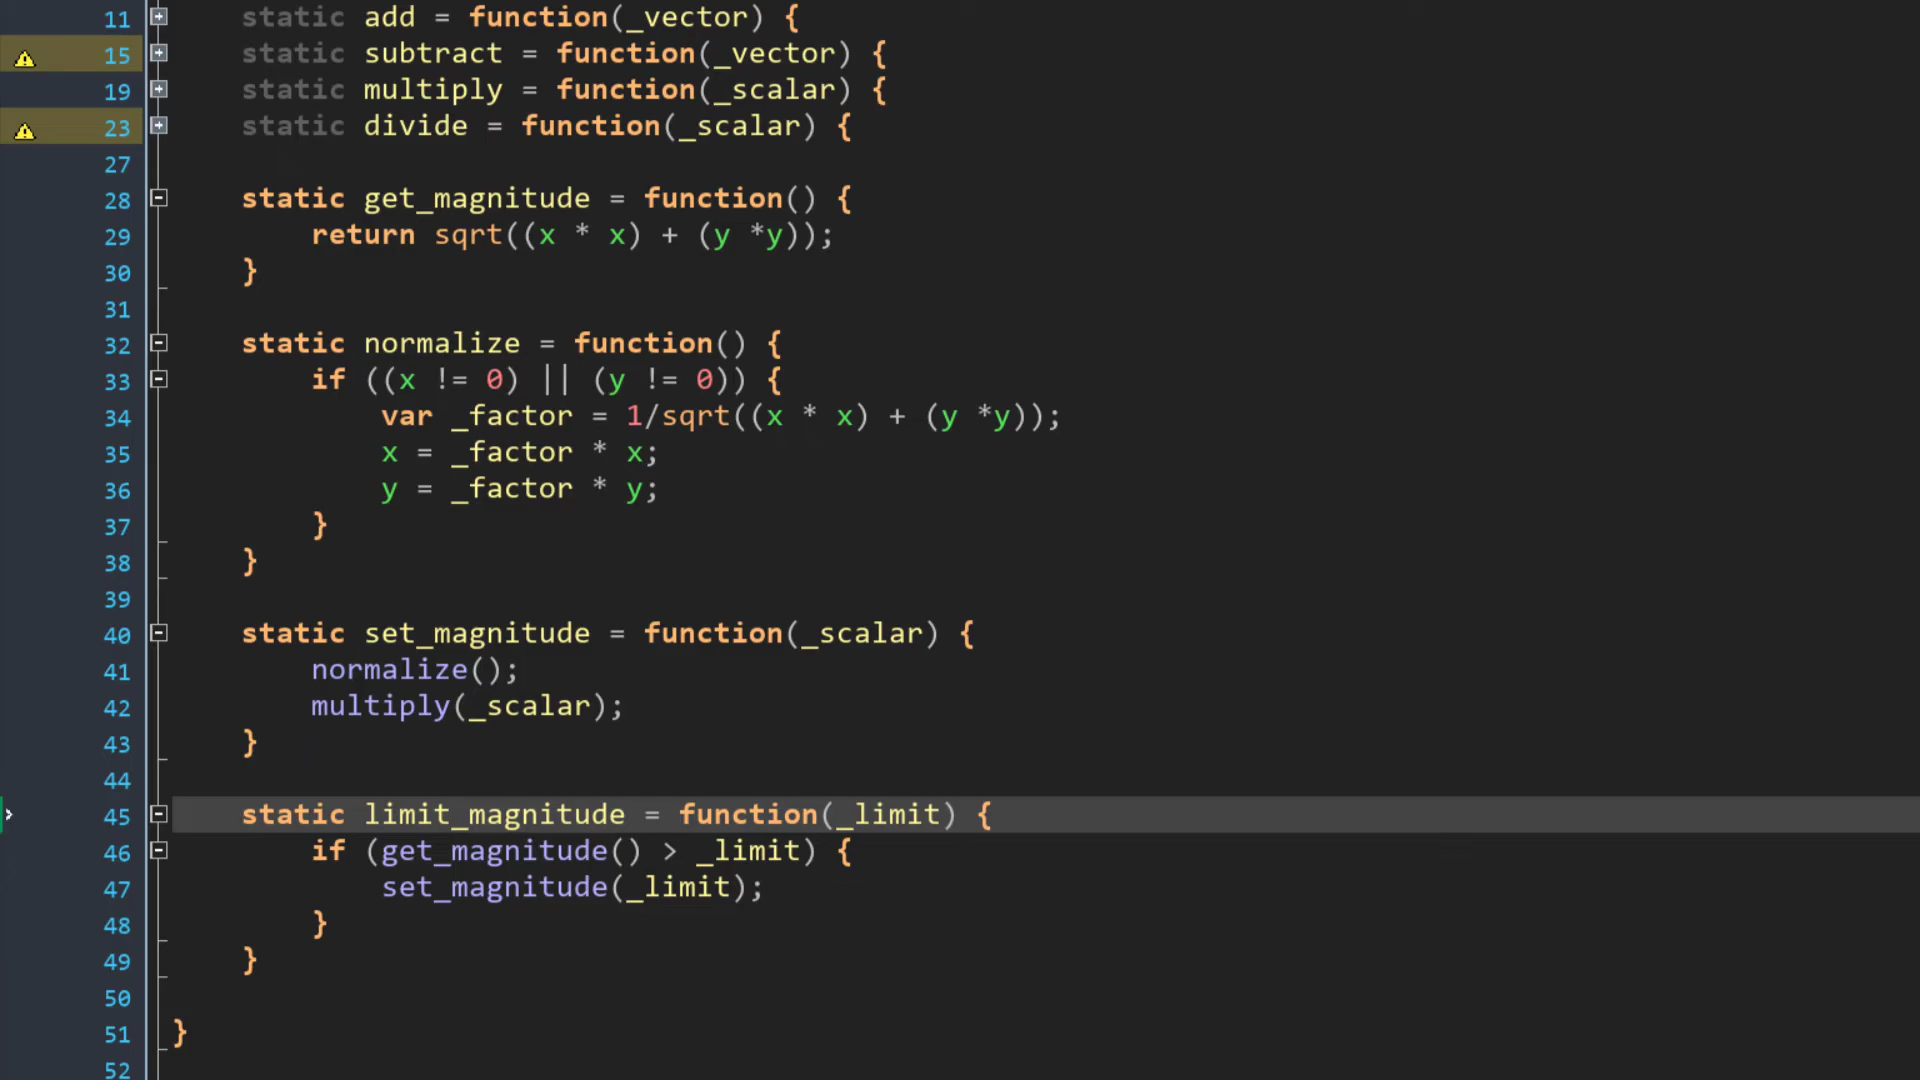 11 static add = function(_vector) {
15 static subtract = function(_vector) {
19 static multiply = function(_scalar) {
23 static divide = function(_scalar) {
27
28 static get_magnitude = function() {
29 return sqrt((x * x) + (y *y));
30 }
31
32 static normalize = function() {
33 if ((x != 0) || (y != 0)) {
34 var _factor = 1/sqrt((x * x) + (y *y));
35 x = _factor * x;
36 y = _factor * y;
37 }
38 }
39
40 static set_magnitude = function(_scalar) {
41 normalize();
42 multiply(_scalar);
43 }
44
45 static limit_magnitude = function(_limit) {
46 if (get_magnitude() > _limit) {
47 set_magnitude(_limit);
48 }
49 }
50
51 }
52